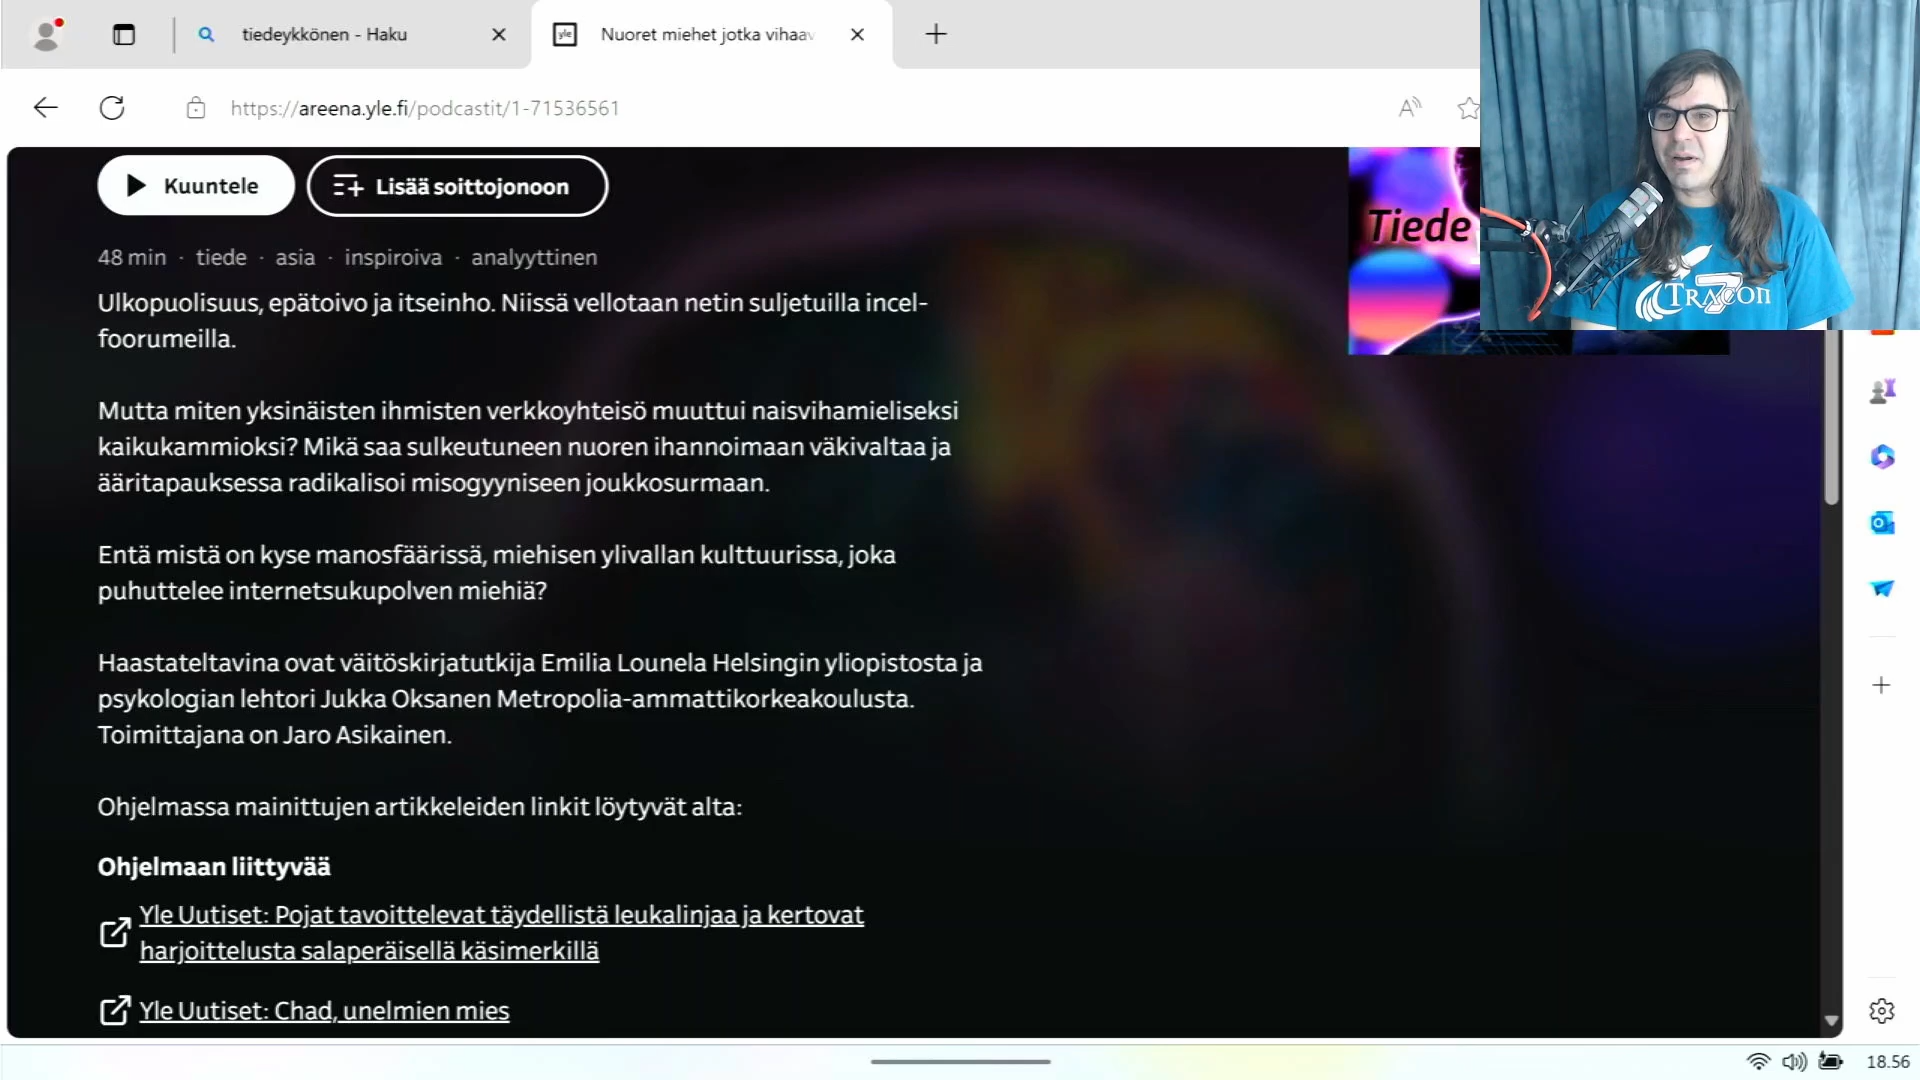 tiedeykkönen - Haku
yle
Nuoret miehet jotka vihaav
https://areena.yle.fi/podcastit/1-71536561
Kuuntele
Lisää soittojonoon
Tiede
TRACON
7
48 min · tiede · asia · inspiroiva · analyyttinen
Ulkopuolisuus, epätoivo ja itseinho. Niissä vellotaan netin suljetuilla incel-
foorumeilla.
Mutta miten yksinäisten ihmisten verkkoyhteisö muuttui naisvihamieliseksi
kaikukammioksi? Mikä saa sulkeutuneen nuoren ihannoimaan väkivaltaa ja
ääritapauksessa radikalisoi misogyyniseen joukkosurmaan.
Entä mistä on kyse manosfäärissä, miehisen ylivallan kulttuurissa, joka
puhuttelee internetsukupolven miehiä?
Haastateltavina ovat väitöskirjatutkija Emilia Lounela Helsingin yliopistosta ja
psykologian lehtori Jukka Oksanen Metropolia-ammattikorkeakoulusta.
Toimittajana on Jaro Asikainen.
Ohjelmassa mainittujen artikkeleiden linkit löytyvät alta:
Ohjelmaan liittyvää
Yle Uutiset: Pojat tavoittelevat täydellistä leukalinjaa ja kertovat
harjoittelusta salaperäisellä käsimerkillä
Yle Uutiset: Chad, unelmien mies
18.56